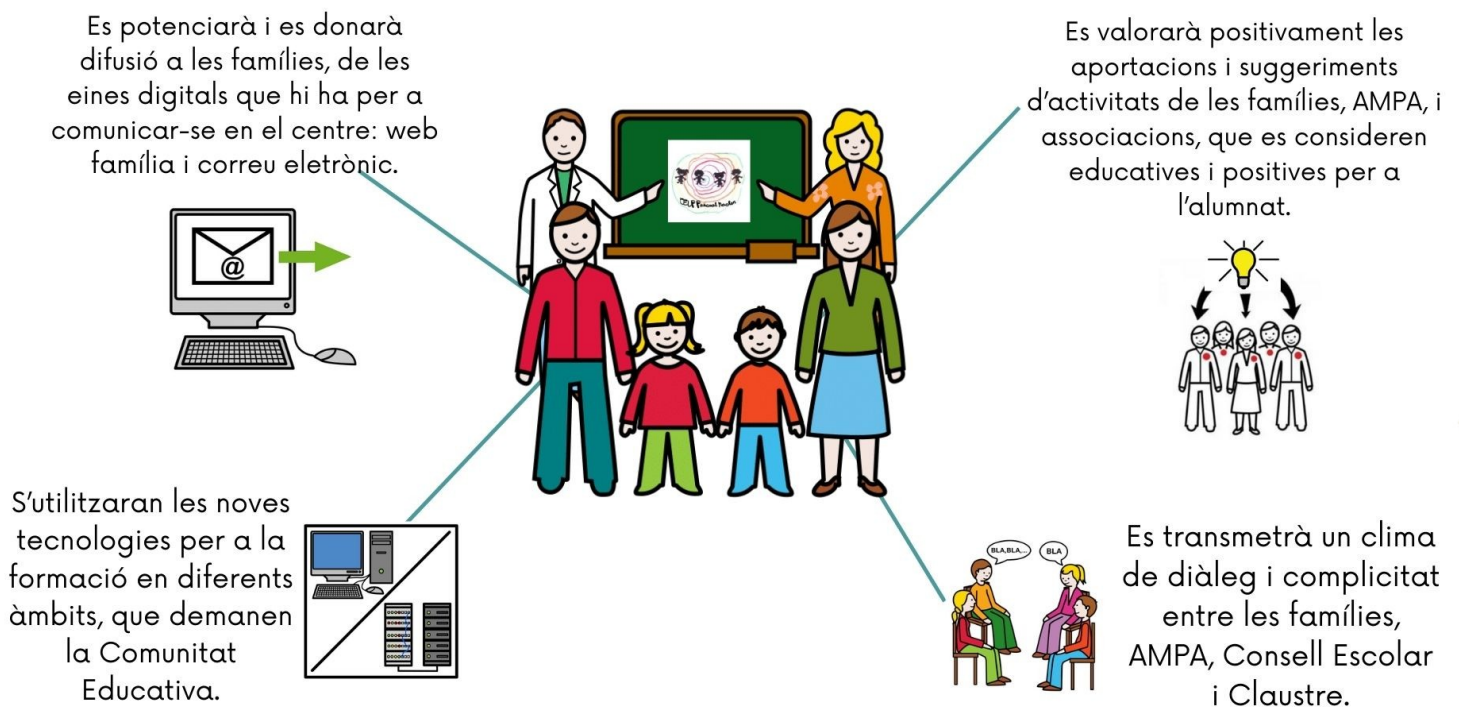 Es potenciarà i es donarà
difusió a les famílies, de les
eines digitals que hi ha per a
comunicar-se en el centre: web
família i correu eletrònic.
@
Es valorarà positivament les
aportacions i suggeriments
d'activitats de les famílies, AMPA, i
associacions, que es consideren
educatives i positives per a
l'alumnat.
S'utilitzaran les noves
tecnologies per a la
formació en diferents
àmbits, que demanen
la Comunitat
Educativa.
BLA,BLA,...
BLA
Es transmetrà un clima
de diàleg i complicitat
entre les famílies,
AMPA, Consell Escolar
i Claustre.